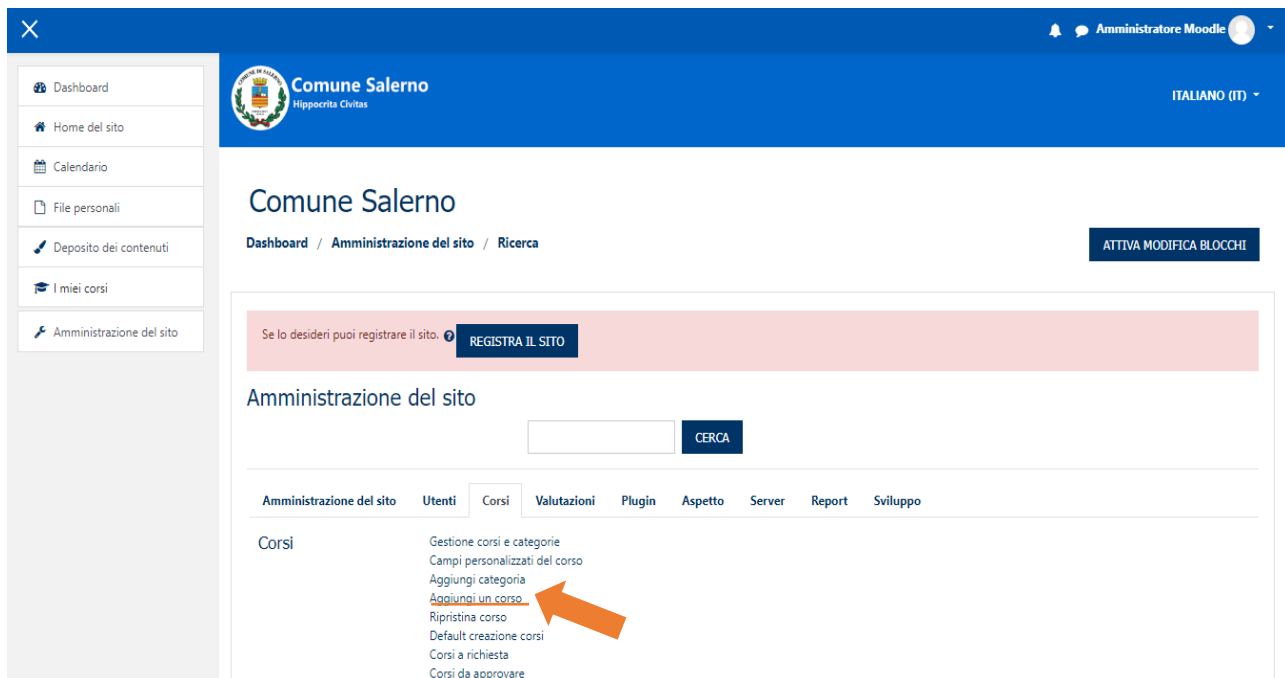 Amministratore Moodle
Dashboard
Home del sito
Calendario
File personali
Deposito dei contenuti
I miei corsi
Amministrazione del sito
Comune Salerno
Hippocrita Civitas
ITALIANO (IT)
Comune Salerno
Dashboard / Amministrazione del sito / Ricerca
ATTIVA MODIFICA BLOCCHI
Se lo desideri puoi registrare il sito. REGISTRA IL SITO
Amministrazione del sito
CERCA
Amministrazione del sito Utenti Corsi Valutazioni Plugin Aspetto Server Report Sviluppo
Corsi
Gestione corsi e categorie
Campi personalizzati del corso
Aggiungi categoria
Aggiungi un corso
Ripristina corso
Default creazione corsi
Corsi a richiesta
Corsi da approvare